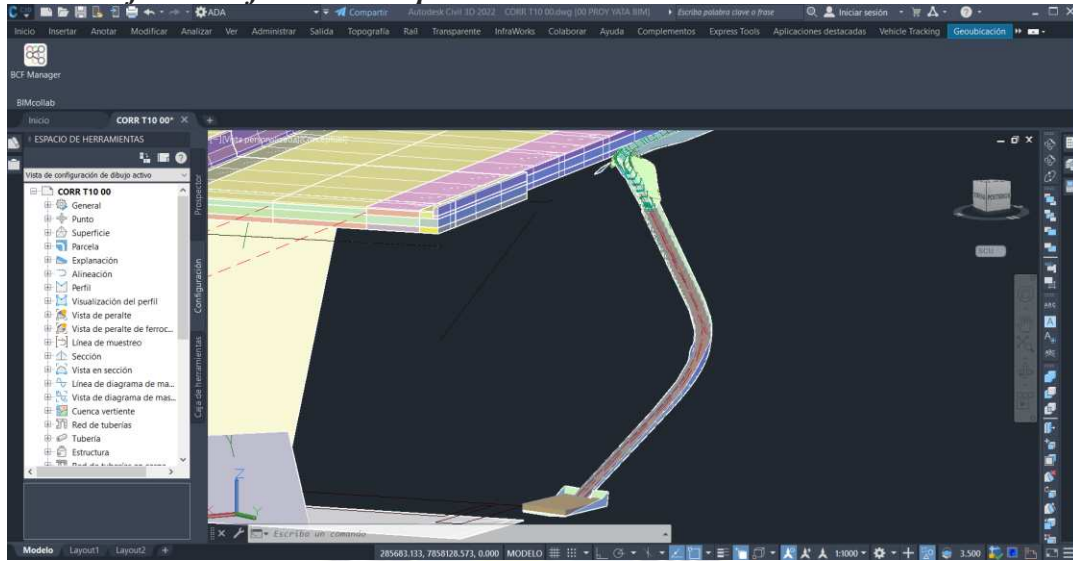 ADA
Compartir
Autodesk Civil 3D 2022 CORR T10 00.dwg [00 PROY YATA BIM]
Escriba palabra clave o frase
Iniciar sesión
Inicio Insertar Anotar Modificar Analizar Ver Administrar Salida Topografía Rail Transparente InfraWorks Colaborar Ayuda Complementos Express Tools Aplicaciones destacadas Vehicle Tracking Geoubicación
BCF Manager
BIMcollab
Inicio CORR T10 00*
ESPACIO DE HERRAMIENTAS
Vista de configuración de dibujo activo
CORR T10 00
General
Punto
Superficie
Parcela
Explanación
Alineación
Perfil
Visualización del perfil
Vista de peralte
Vista de peralte de ferroc...
Línea de muestreo
Sección
Vista en sección
Línea de diagrama de ma...
Vista de diagrama de mas...
Cuenca vertiente
Red de tuberías
Tubería
Estructura
Prospector
Configuración
Caja de herramientas
Z
Y
Y
X
ABC
Escriba un comando
Modelo Layout1 Layout2 +
285683.133, 7858128.573, 0.000 MODELO 1:1000 3.500